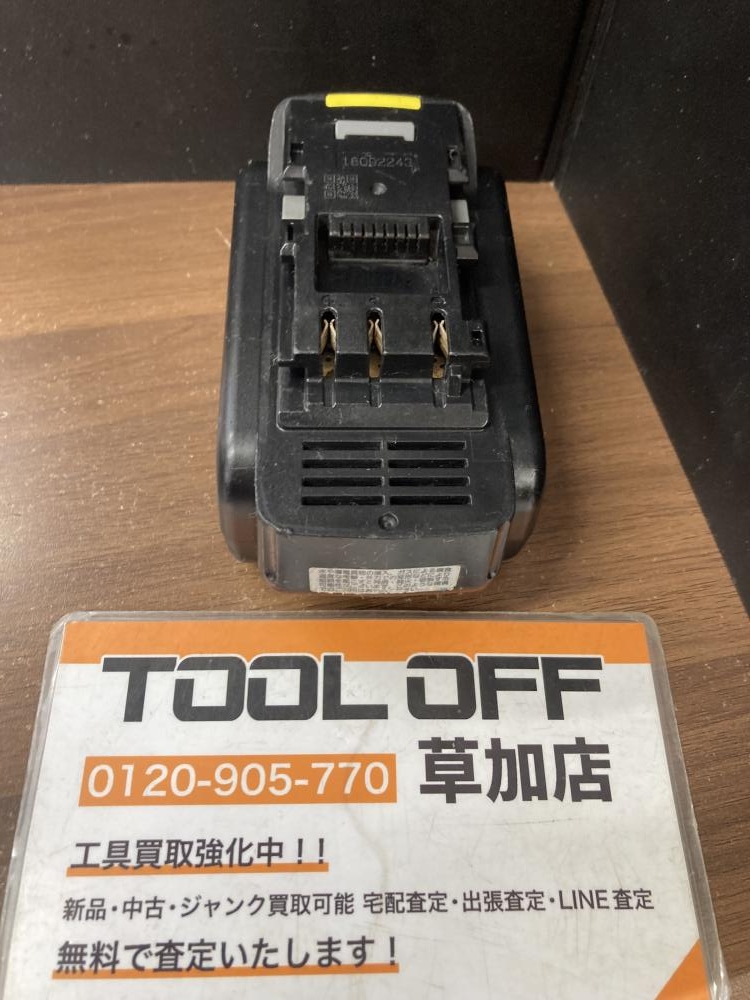 TOOL OFF
0120-905-770 草加店
工具買取強化中!!
新品・中古・ジャンク買取可能 宅配査定・出張査定・LINE査定
無料で査定いたします!